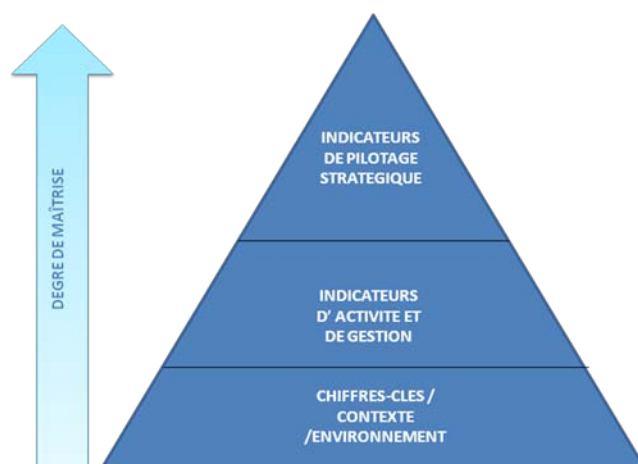 DEGRE DE MAÎTRISE
INDICATEURS
DE PILOTAGE
STRATEGIQUE
INDICATEURS
D' ACTIVITE ET
DE GESTION
CHIFFRES-CLES /
CONTEXTE
/ENVIRONNEMENT